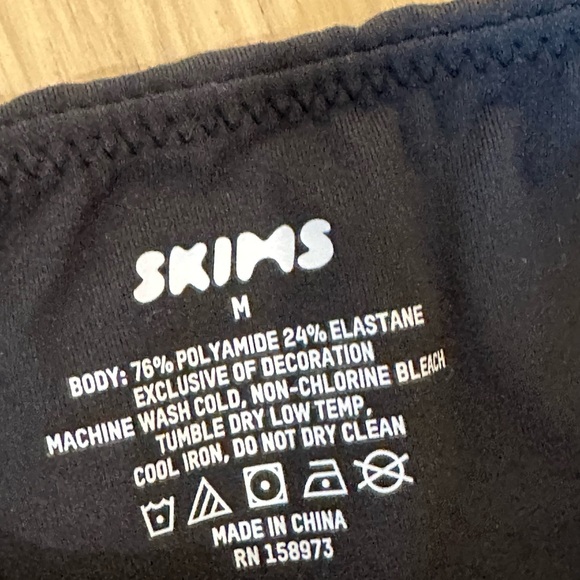 SKIMS
M
BODY: 76% POLYAMIDE 24% ELASTANE
EXCLUSIVE OF DECORATION
MACHINE WASH COLD, NON-CHLORINE BLEACH
TUMBLE DRY LOW TEMP,
COOL IRON, DO NOT DRY CLEAN
MADE IN CHINA
RN 158973